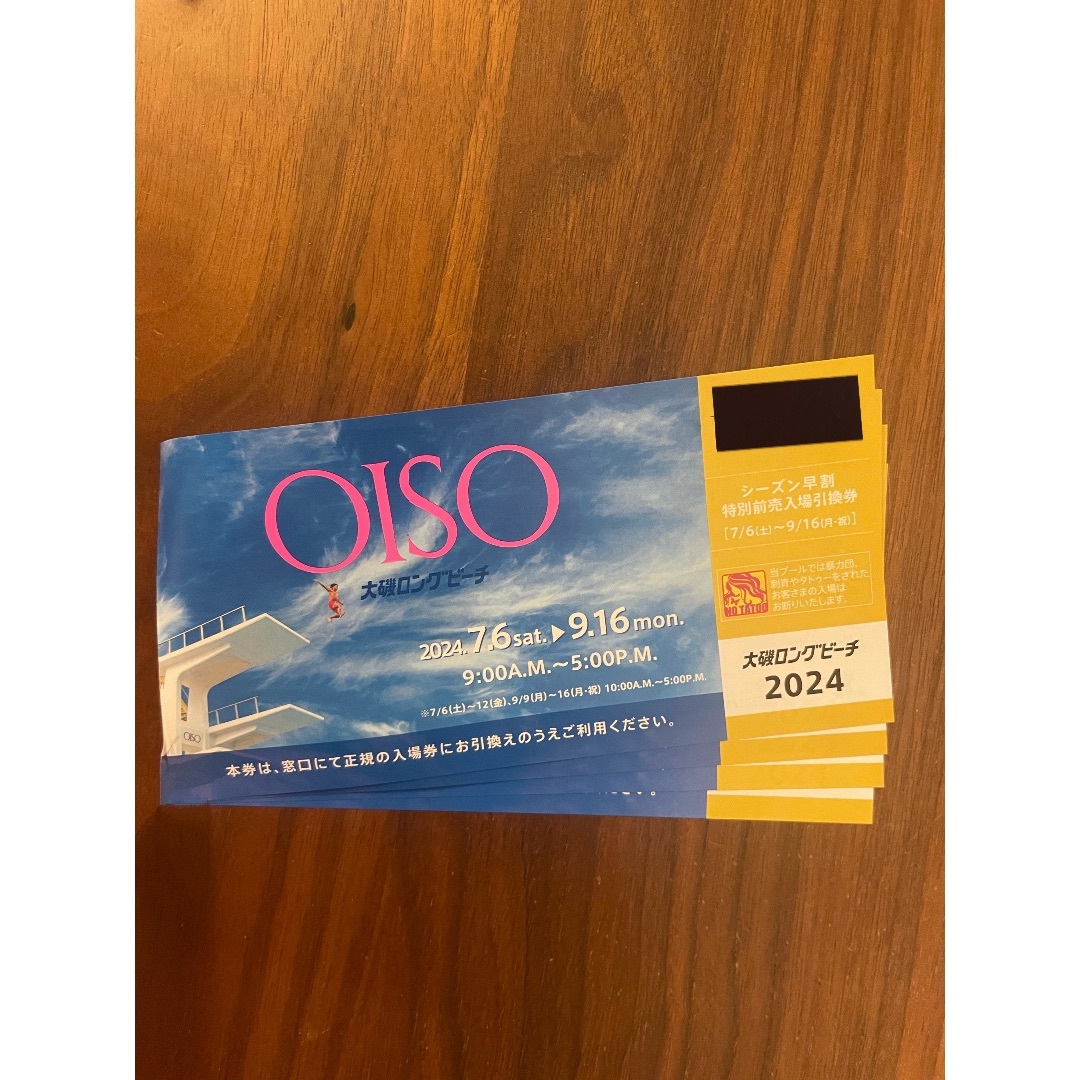 OISO
大磯ロングビーチ
2024.7.6sat.▶9.16mon.
9:00A.M.～5:00P.M.
※7/6(土)～12(金)、9/9(月)～16(月・祝) 10:00A.M.～5:00P.M.
OISO
本券は、窓口にて正規の入場券にお引換えのうえご利用ください。
シーズン早割
特別前売入場引換券
[7/6(土)～9/16(月・祝)]
NO TATOO
当プールでは暴力団、
刺青やタトゥーをされた
お客さまの入場は
お断りいたします。
大磯ロングビーチ
2024